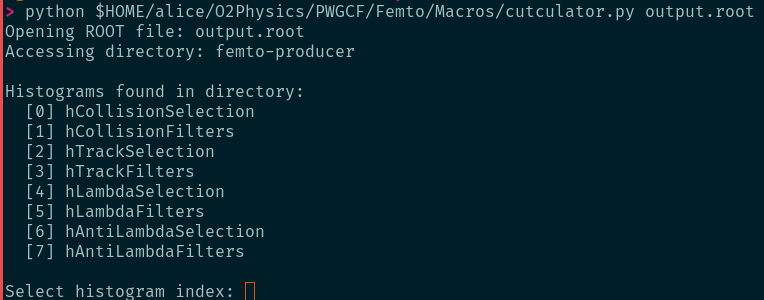 > python $HOME/alice/O2Physics/PWGCF/Femto/Macros/cutculator.py output.root
Opening ROOT file: output.root
Accessing directory: femto-producer

Histograms found in directory:
  [0] hCollisionSelection
  [1] hCollisionFilters
  [2] hTrackSelection
  [3] hTrackFilters
  [4] hLambdaSelection
  [5] hLambdaFilters
  [6] hAntiLambdaSelection
  [7] hAntiLambdaFilters

Select histogram index: